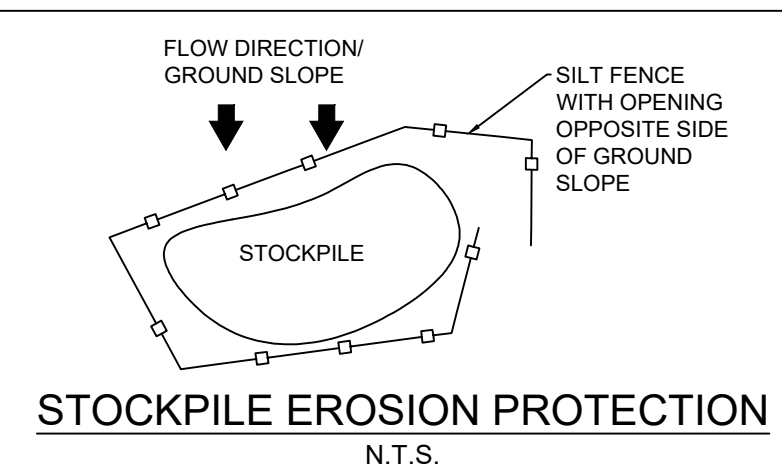 FLOW DIRECTION/
GROUND SLOPE
SILT FENCE
WITH OPENING
OPPOSITE SIDE
OF GROUND
SLOPE
STOCKPILE
STOCKPILE EROSION PROTECTION
N.T.S.